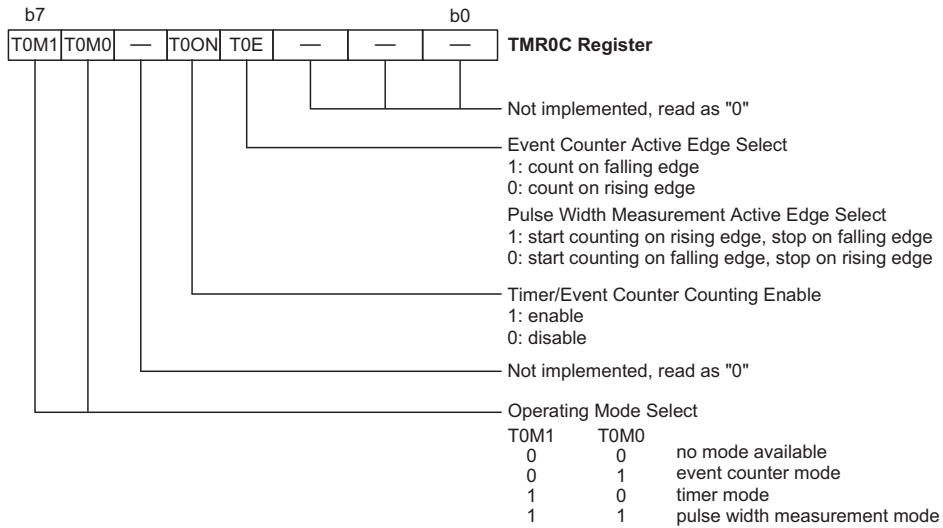 b7 b0
T0M1 T0M0 — T0ON T0E — — — TMR0C Register
Not implemented, read as "0"
Event Counter Active Edge Select
1: count on falling edge
0: count on rising edge
Pulse Width Measurement Active Edge Select
1: start counting on rising edge, stop on falling edge
0: start counting on falling edge, stop on rising edge
Timer/Event Counter Counting Enable
1: enable
0: disable
Not implemented, read as "0"
Operating Mode Select
T0M1 T0M0
0 0 no mode available
0 1 event counter mode
1 0 timer mode
1 1 pulse width measurement mode